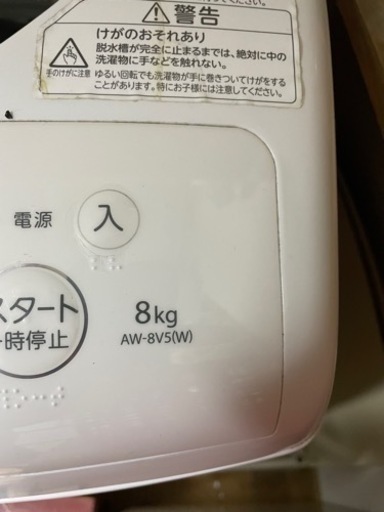 ⚠警告
けがのおそれあり
脱水槽が完全に止まるまでは、絶対に中の
洗濯物に手などを触れない。
手のけがに注意
ゆるい回転でも洗濯物が手に巻きついてけがをする
ことがあります。特にお子様には注意してください。
電源
入
スタート
一時停止
8kg
AW-8V5(W)